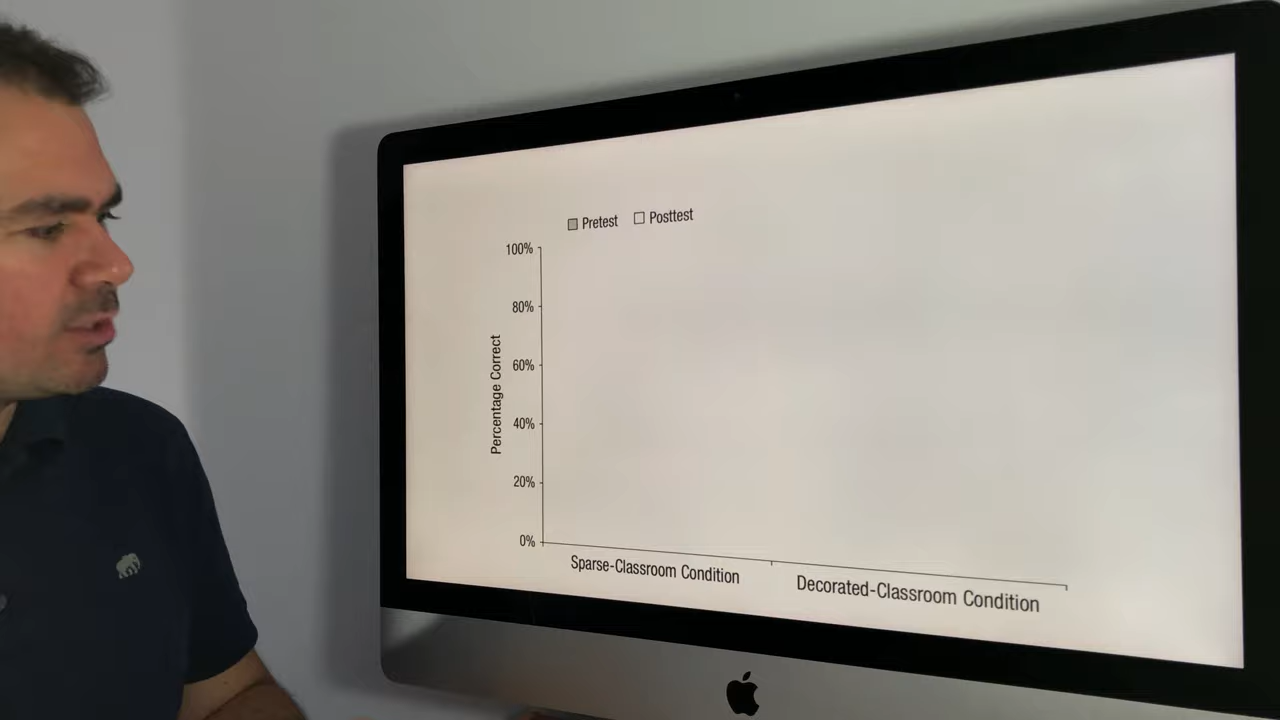 Pretest Posttest
100%
80%
60%
40%
20%
0%
Percentage Correct
Sparse-Classroom Condition Decorated-Classroom Condition